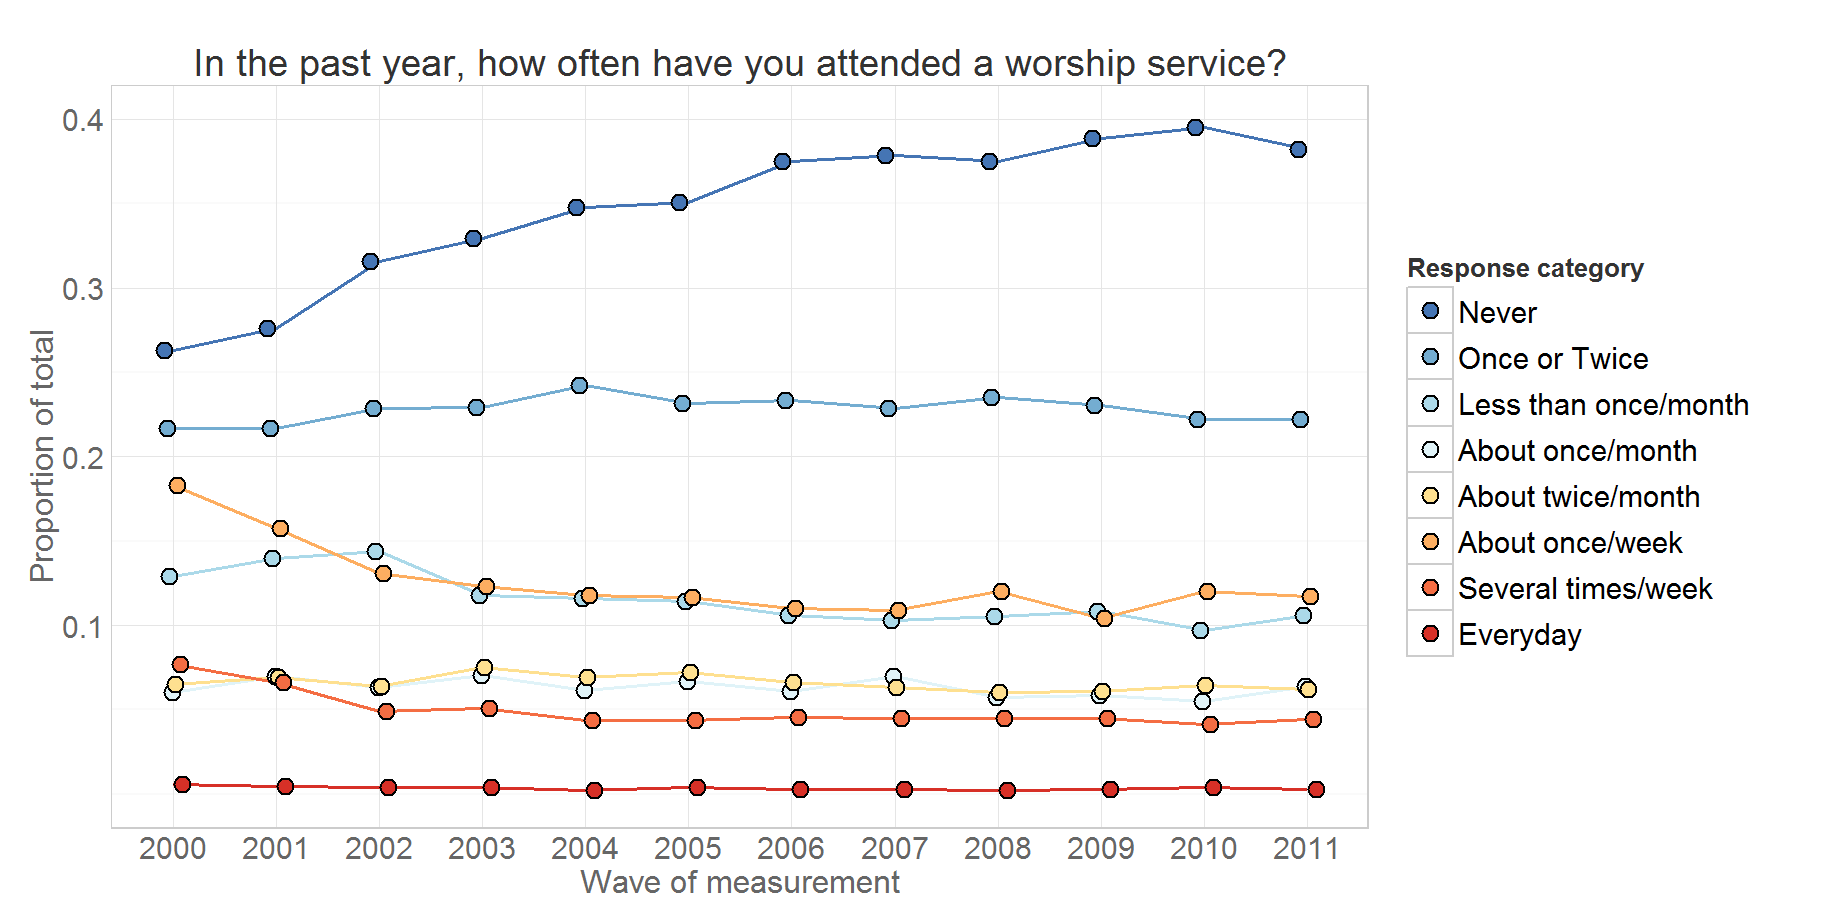 In the past year, how often have you attended a worship service?
Proportion of total
0.4
0.3
0.2
0.1
2000 2001 2002 2003 2004 2005 2006 2007 2008 2009 2010 2011
Wave of measurement
Response category
Never
Once or Twice
Less than once/month
About once/month
About twice/month
About once/week
Several times/week
Everyday